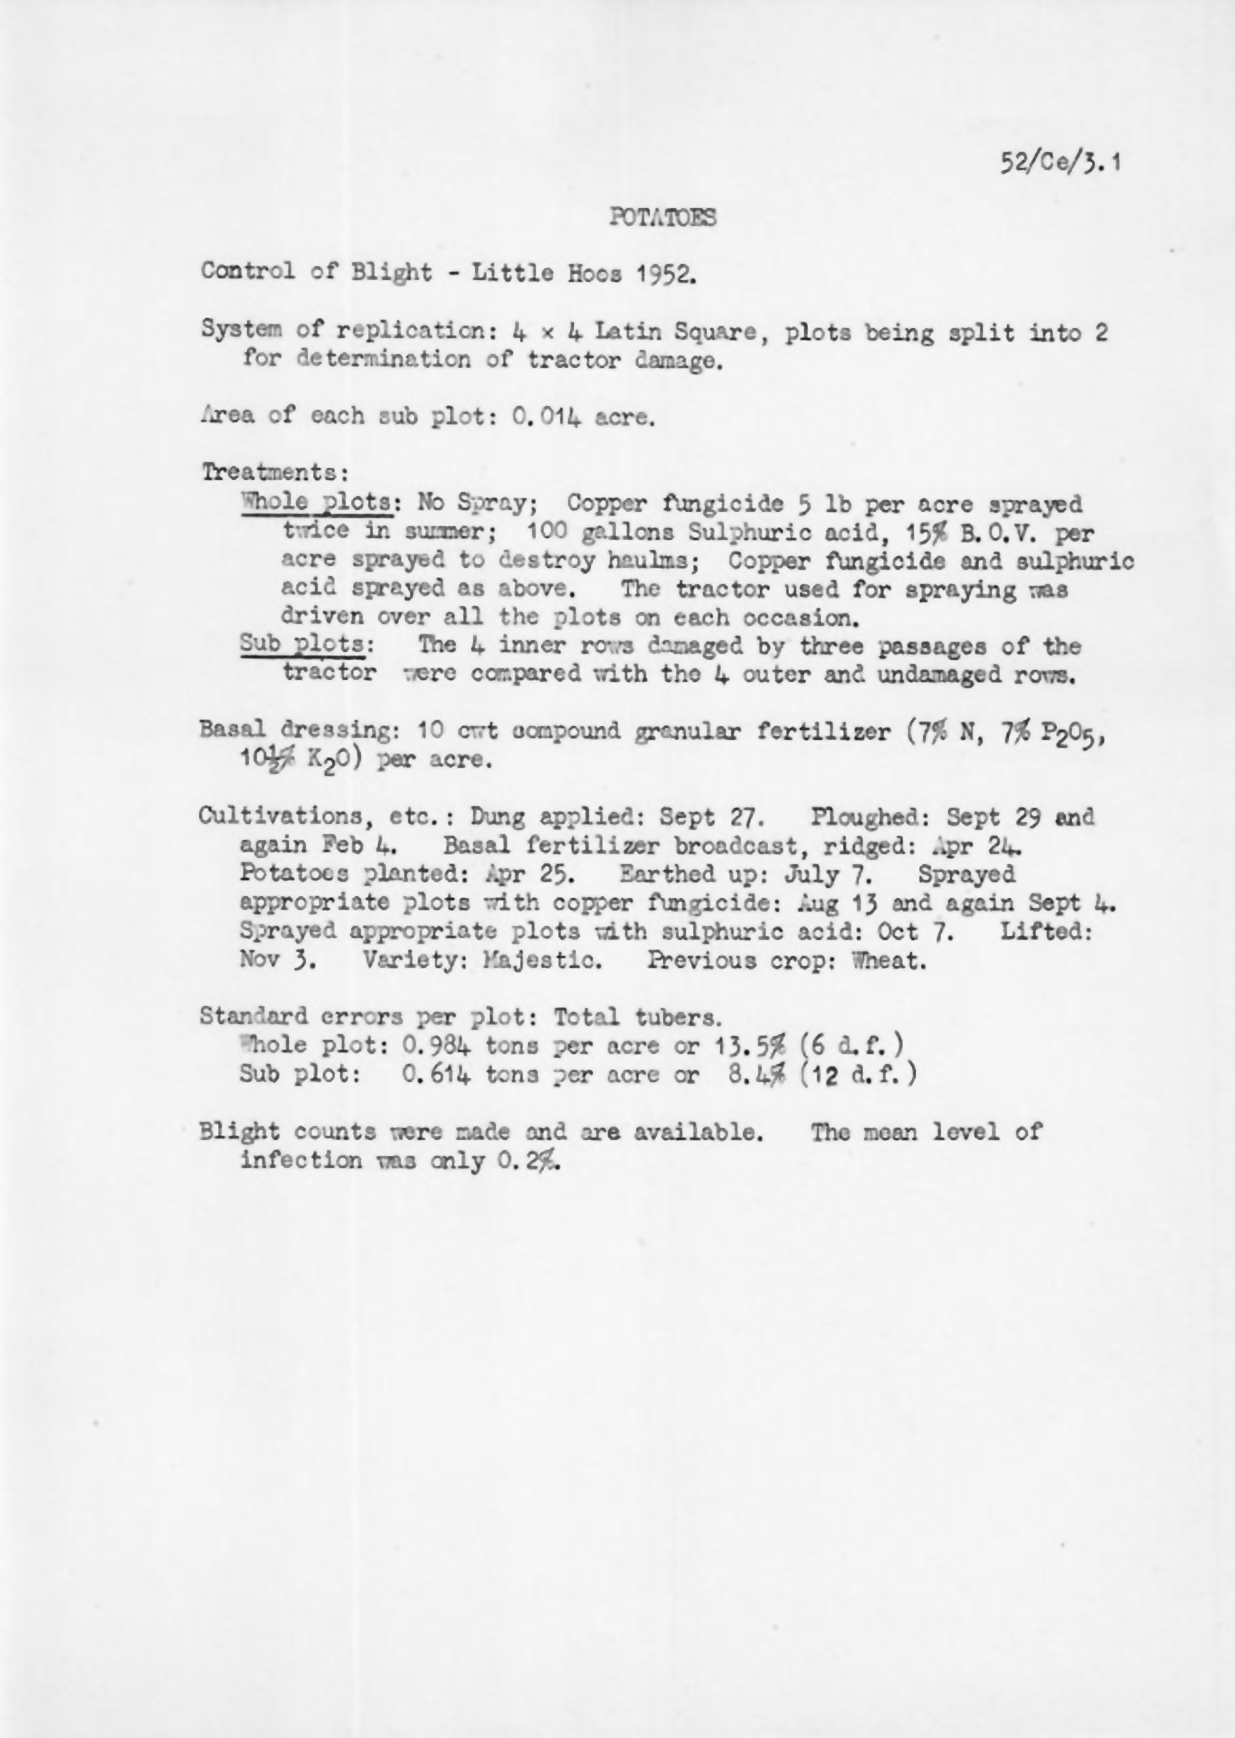 52/Ce/3.1
POTATOES
Control of Blight - Little Hoos 1952.
System of replication: 4 × 4 Latin Square, plots being split into 2
for determination of tractor damage.
Area of each sub plot: 0.014 acre.
Treatments:
Whole plots: No Spray; Copper fungicide 5 lb per acre sprayed
twice in summer; 100 gallons Sulphuric acid, 15% B.O.V. per
acre sprayed to destroy haulms; Copper fungicide and sulphuric
acid sprayed as above. The tractor used for spraying was
driven over all the plots on each occasion.
Sub plots: The 4 inner rows damaged by three passages of the
tractor were compared with the 4 outer and undamaged rows.
Basal dressing: 10 cwt compound granular fertilizer (7% N, 7% P2O5,
10½% K2O) per acre.
Cultivations, etc.: Dung applied: Sept 27. Ploughed: Sept 29 and
again Feb 4. Basal fertilizer broadcast, ridged: Apr 24.
Potatoes planted: Apr 25. Earthed up: July 7. Sprayed
appropriate plots with copper fungicide: Aug 13 and again Sept 4.
Sprayed appropriate plots with sulphuric acid: Oct 7. Lifted:
Nov 3. Variety: Majestic. Previous crop: Wheat.
Standard errors per plot: Total tubers.
Whole plot: 0.984 tons per acre or 13.5% (6 d.f.)
Sub plot: 0.614 tons per acre or 8.4% (12 d.f.)
Blight counts were made and are available. The mean level of
infection was only 0.2%.